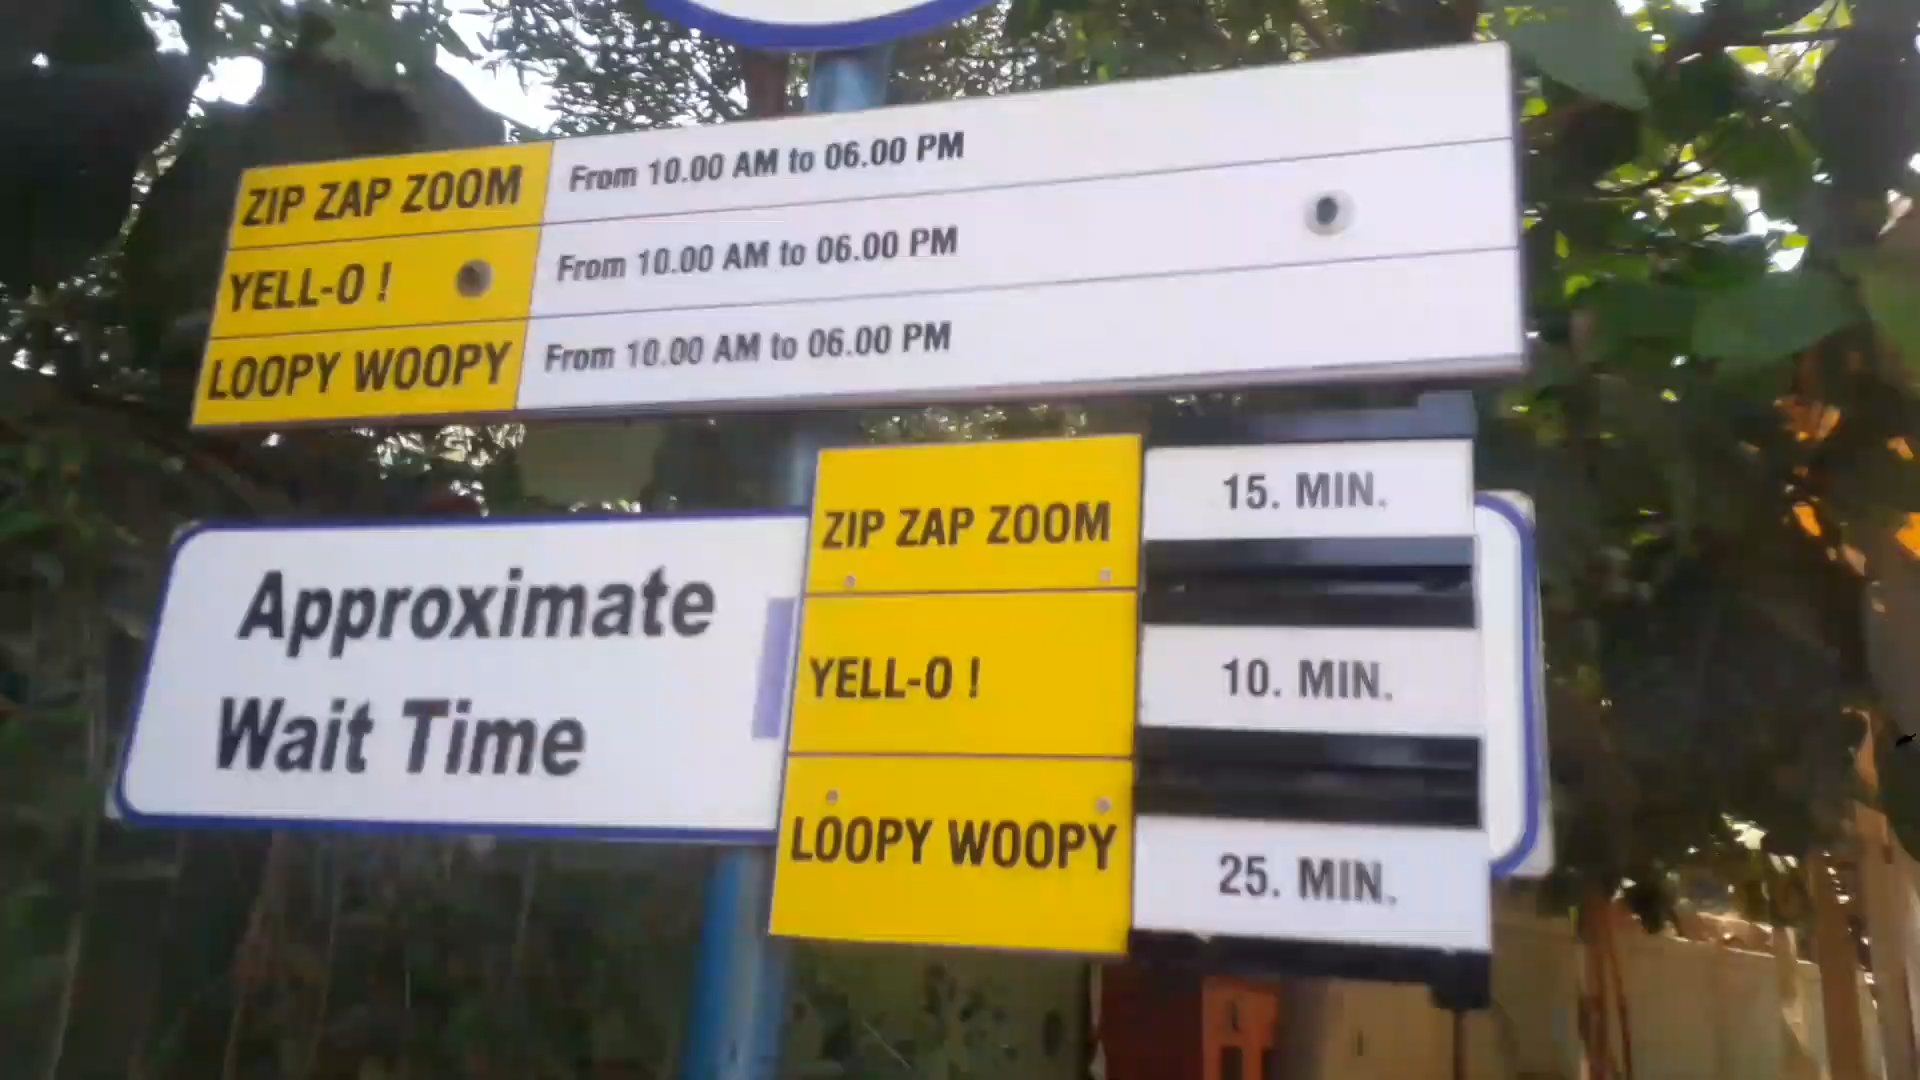 ZIP ZAP ZOOM From 10.00 AM to 06.00 PM
YELL-O ! From 10.00 AM to 06.00 PM
LOOPY WOOPY From 10.00 AM to 06.00 PM
Approximate
Wait Time
ZIP ZAP ZOOM 15. MIN.
YELL-O ! 10. MIN.
LOOPY WOOPY 25. MIN.